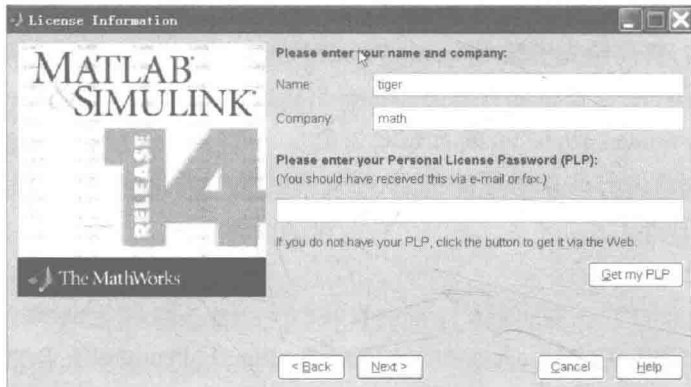 License Information
MATLAB
& SIMULINK
RELEASE 14
The MathWorks
Please enter your name and company:
Name: tiger
Company: math
Please enter your Personal License Password (PLP):
(You should have received this via e-mail or fax.)
If you do not have your PLP, click the button to get it via the Web.
Get my PLP
< Back Next > Cancel Help